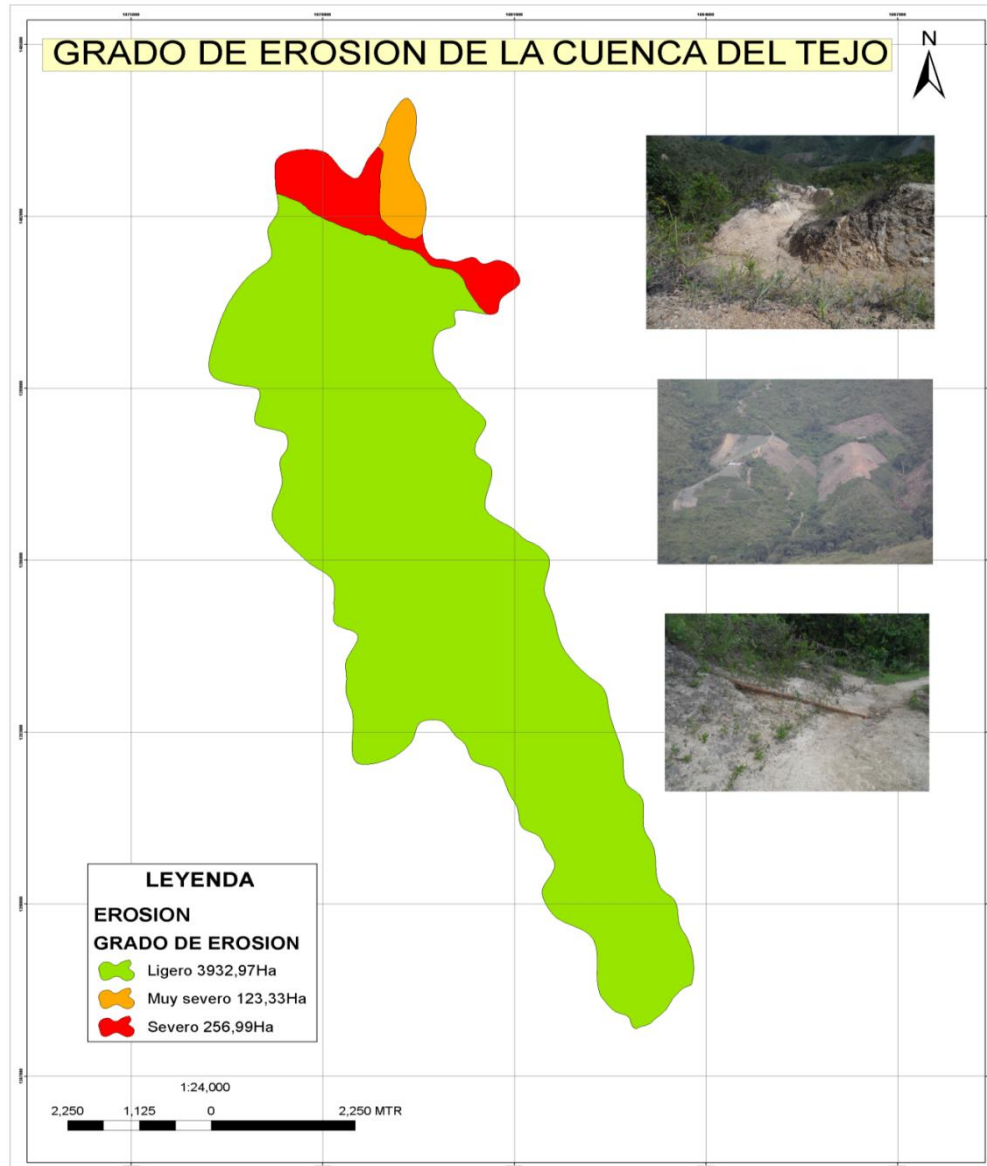 GRADO DE EROSION DE LA CUENCA DEL TEJO
N
LEYENDA
EROSION
GRADO DE EROSION
Ligero 3932,97Ha
Muy severo 123,33Ha
Severo 256,99Ha
1:24,000
2,250 1,125 0 2,250 MTR